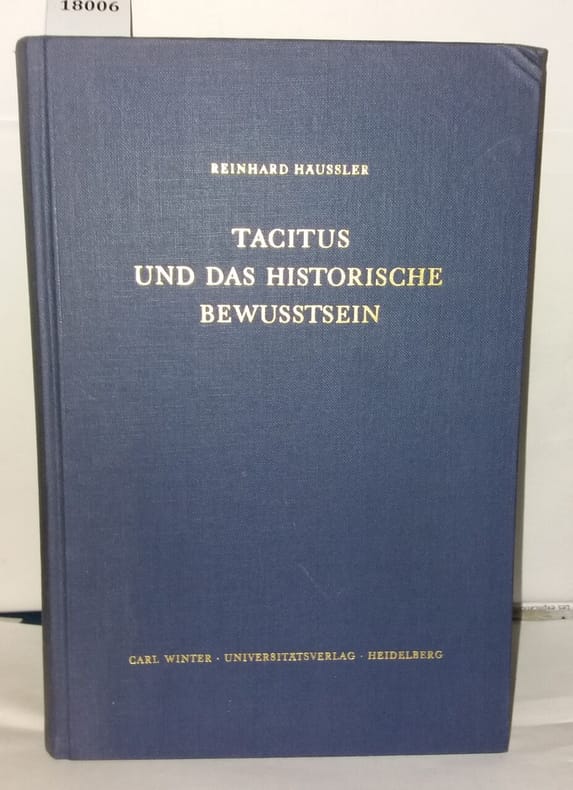 18006
REINHARD HÄUSSLER
TACITUS
UND DAS HISTORISCHE
BEWUSSTSEIN
CARL WINTER · UNIVERSITÄTSVERLAG · HEIDELBERG